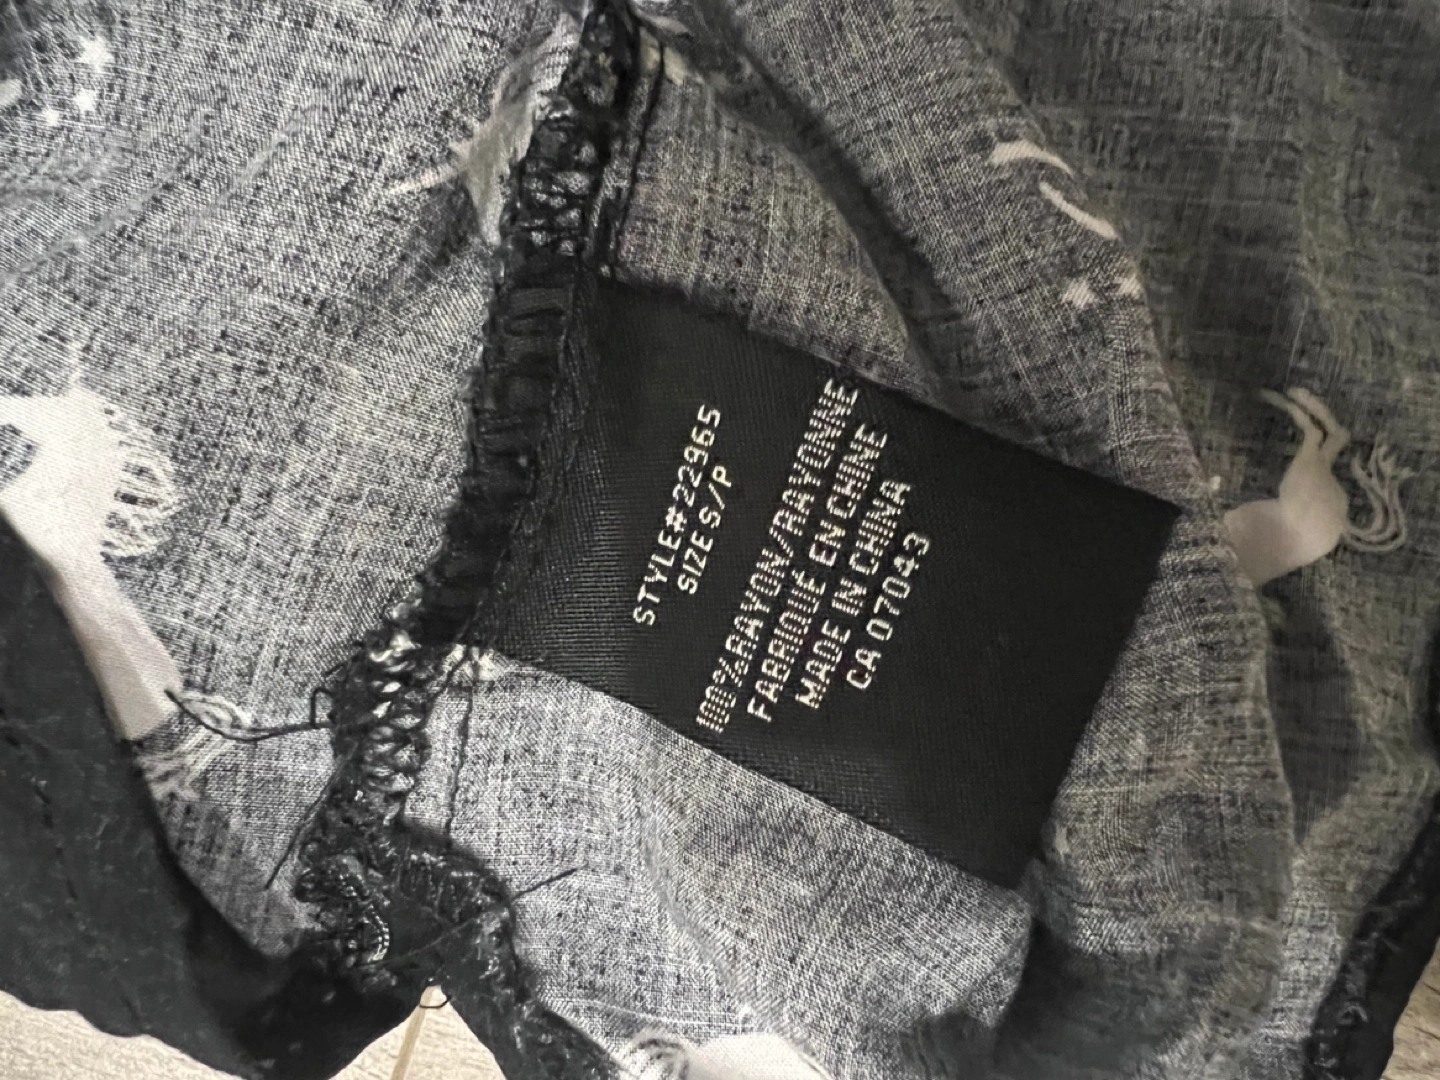 STYLE#22965
SIZE S/P
100%RAYON/RAYONNE
FABRIQUÉ EN CHINE
MADE IN CHINA
CA 07043